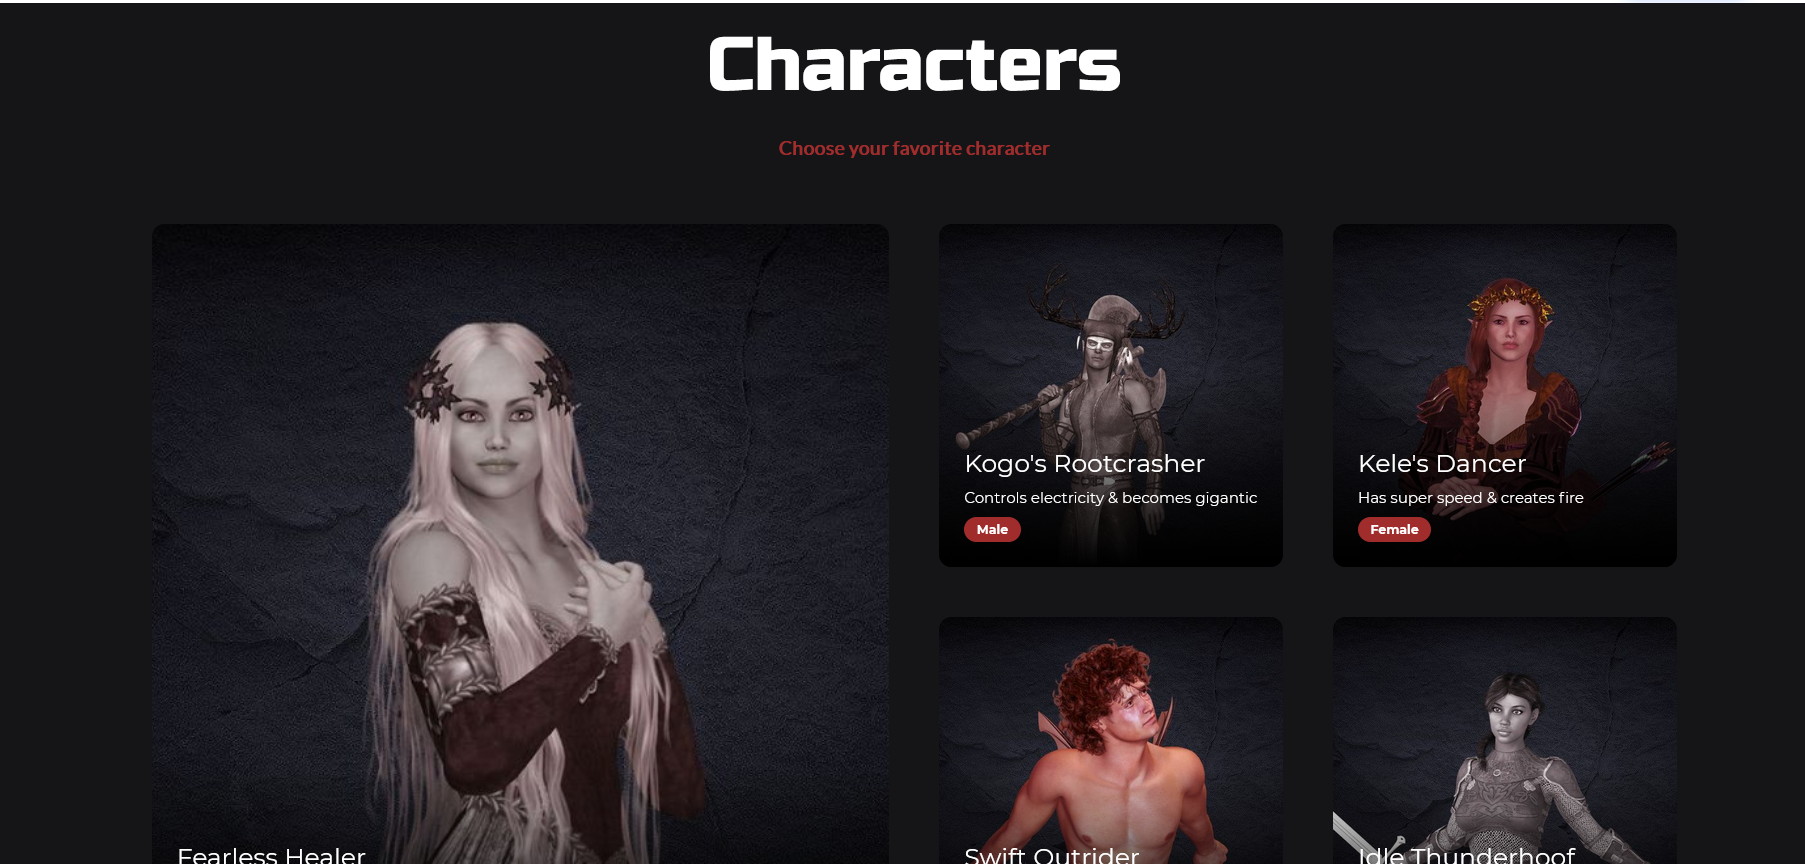 Characters
Choose your favorite character
Kogo's Rootcrasher
Controls electricity & becomes gigantic
Male
Kele's Dancer
Has super speed & creates fire
Female
Fearless Healer
Swift Outrider
Idle Thunderhoof